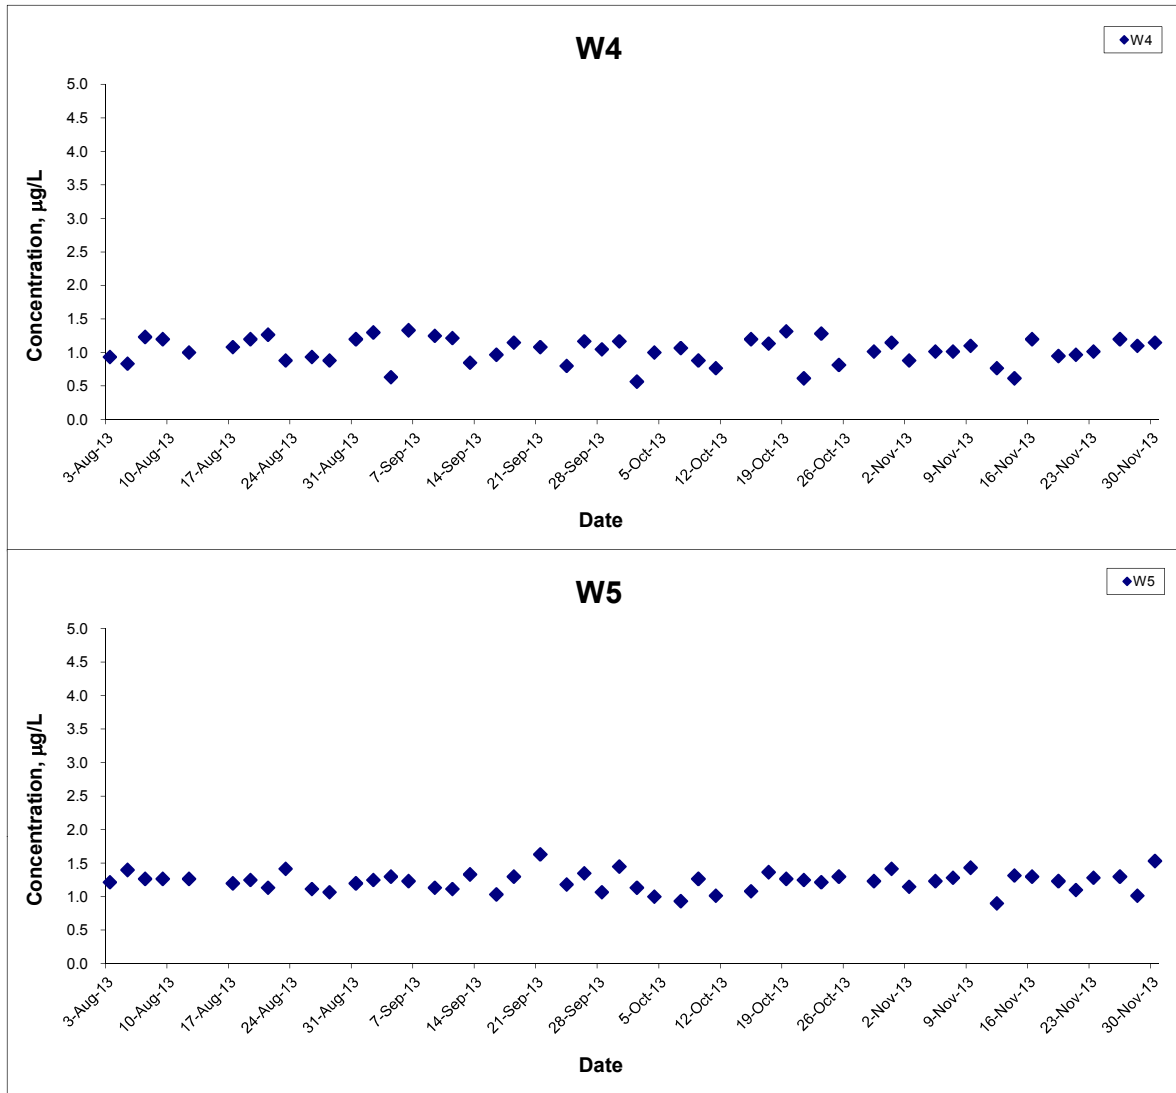 W4
W4
5.0
4.5
4.0
3.5
3.0
2.5
2.0
1.5
1.0
0.5
0.0
Concentration, µg/L
3-Aug-13 10-Aug-13 17-Aug-13 24-Aug-13 31-Aug-13 7-Sep-13 14-Sep-13 21-Sep-13 28-Sep-13 5-Oct-13 12-Oct-13 19-Oct-13 26-Oct-13 2-Nov-13 9-Nov-13 16-Nov-13 23-Nov-13 30-Nov-13
Date
W5
W5
5.0
4.5
4.0
3.5
3.0
2.5
2.0
1.5
1.0
0.5
0.0
Concentration, µg/L
3-Aug-13 10-Aug-13 17-Aug-13 24-Aug-13 31-Aug-13 7-Sep-13 14-Sep-13 21-Sep-13 28-Sep-13 5-Oct-13 12-Oct-13 19-Oct-13 26-Oct-13 2-Nov-13 9-Nov-13 16-Nov-13 23-Nov-13 30-Nov-13
Date